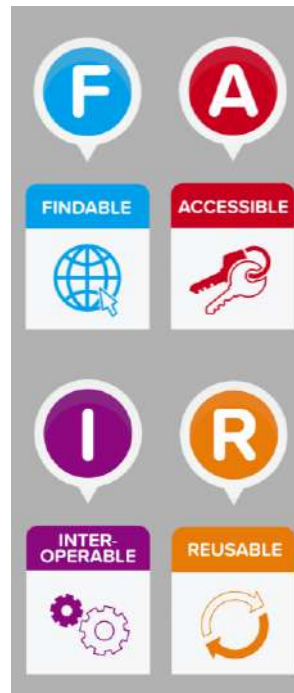 F
A
FINDABLE
ACCESSIBLE
I
R
INTER-
OPERABLE
REUSABLE